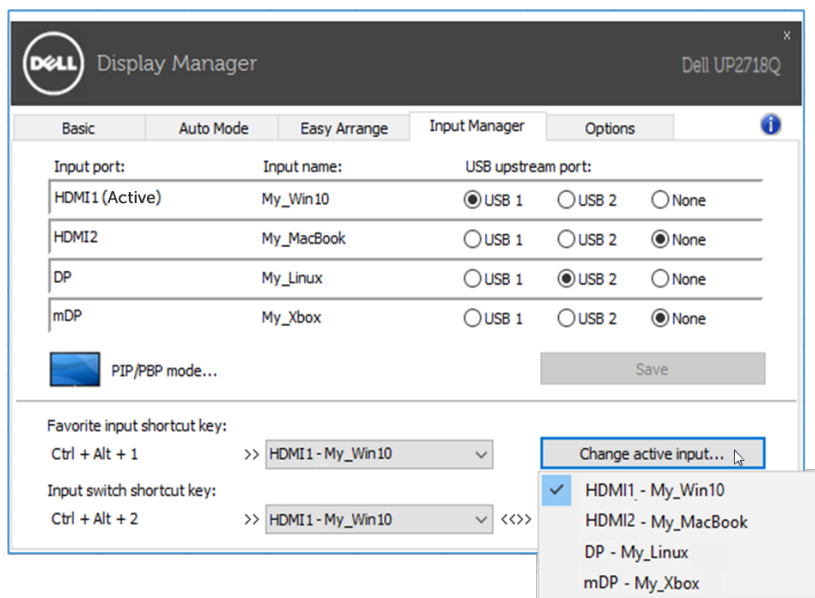 x
DELL Display Manager Dell UP2718Q
Basic Auto Mode Easy Arrange Input Manager Options i
Input port: Input name: USB upstream port:
HDMI1 (Active) My_Win10 USB 1 USB 2 None
HDMI2 My_MacBook USB 1 USB 2 None
DP My_Linux USB 1 USB 2 None
mDP My_Xbox USB 1 USB 2 None
PIP/PBP mode... Save
Favorite input shortcut key:
Ctrl + Alt + 1 >> HDMI1 - My_Win10 Change active input...
Input switch shortcut key: HDMI1 - My_Win10
Ctrl + Alt + 2 >> HDMI1 - My_Win10 <<>> HDMI2 - My_MacBook
DP - My_Linux
mDP - My_Xbox